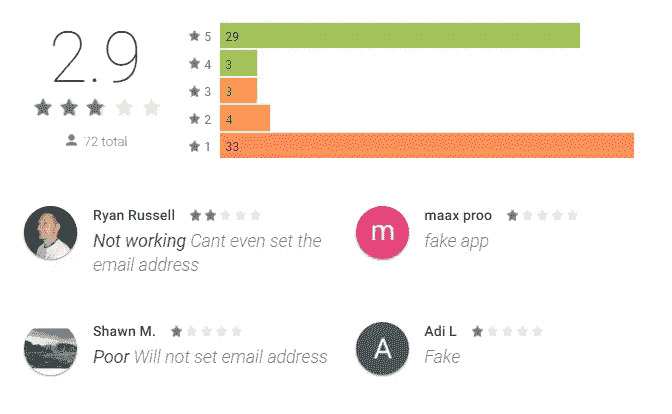 2.9
72 total
5 29
4 3
3 3
2 4
1 33
Ryan Russell
Not working Cant even set the
email address
maax proo
fake app
Shawn M.
Poor Will not set email address
Adi L
Fake
m
A